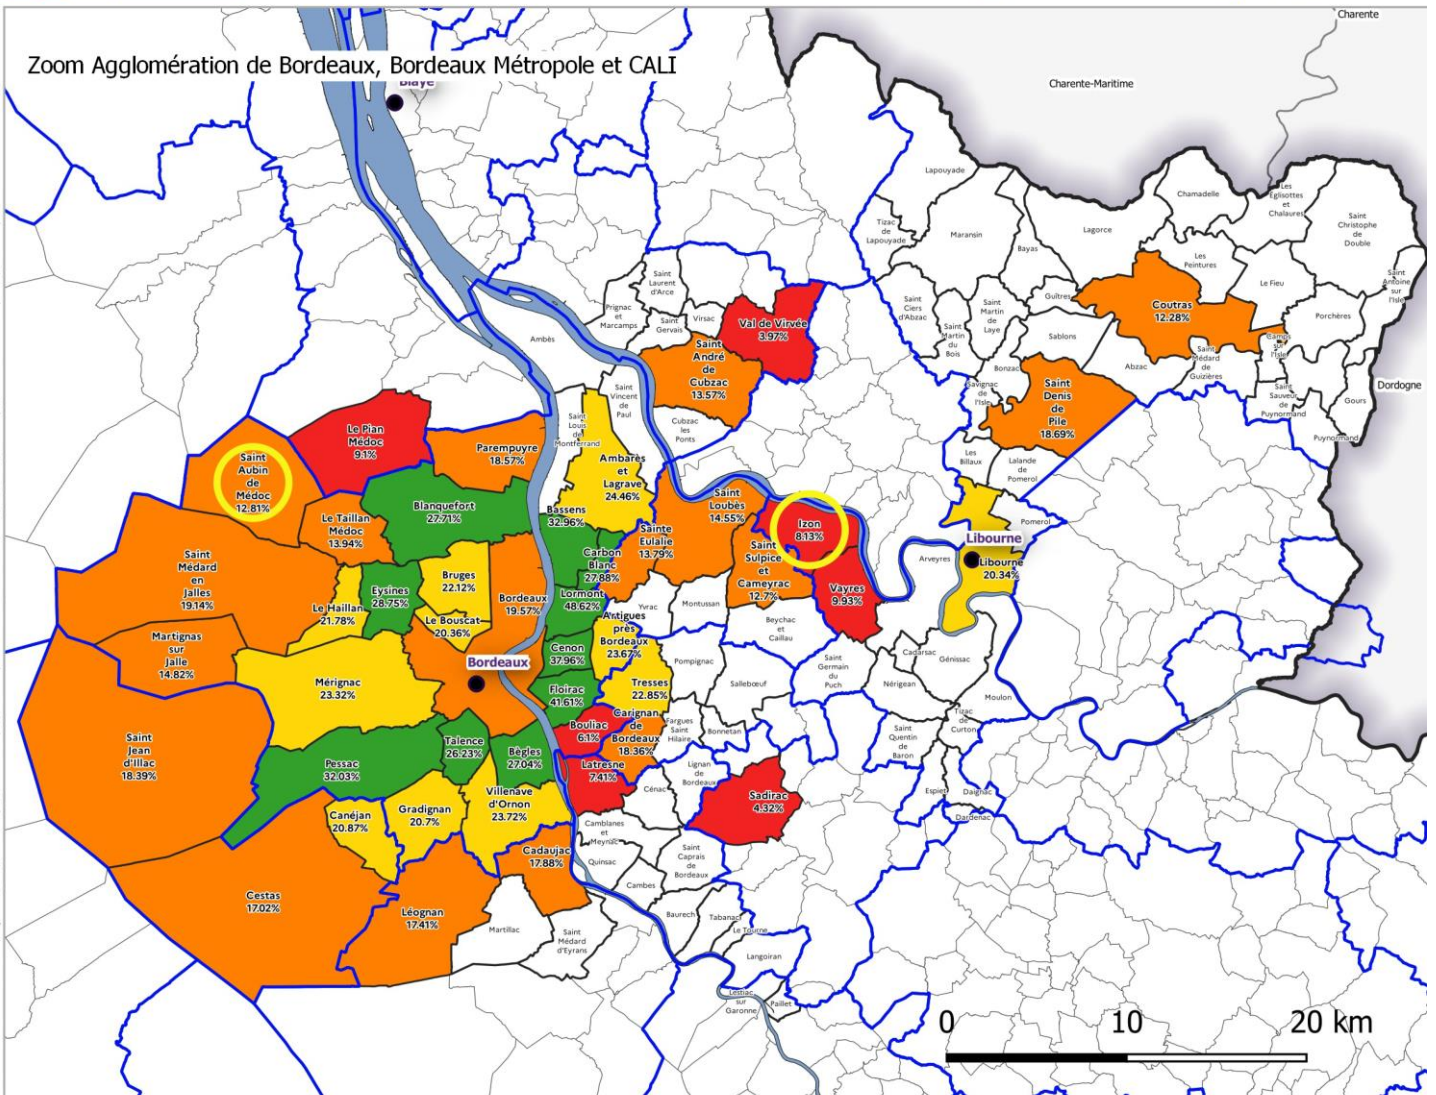 Zoom Agglomération de Bordeaux, Bordeaux Métropole et CALI
Charente
Charente-Maritime
Dordogne
Blaye
Lapouyade
Chamadelle
Les
Eglisottes
et
Chalaures
Saint
Christophe
de
Double
Tizac
de
Lapouyade
Maransin
Bayas
Lagorce
Les
Peintures
Le Fieu
Saint
Antoine
sur
l'Isle
Saint
Laurent
d'Arce
Prignac
et
Marcamps
Saint
Gervais
Virsac
Val de Virvée
3.97%
Saint
Ciers
d'Abzac
Saint
Martin
de
Laye
Guîtres
Coutras
12.28%
Porchères
Saint
Martin
du
Bois
Sablons
Camps
sur
l'Isle
Ambès
Saint
André
de
Cubzac
13.57%
Bonzac
Abzac
Saint
Médard
de
Guizières
Savignac
de
l'Isle
Saint
Denis
de
Pile
18.69%
Saint
Sauveur
de
Puynormand
Gours
Puynormand
Saint
Vincent
de
Paul
Cubzac
les
Ponts
Saint
Louis
de
Montferrand
Le Pian
Médoc
9.1%
Parempuyre
18.57%
Ambarès
et
Lagrave
24.46%
Les
Billaux
Lalande
de
Pomerol
Saint
Aubin
de
Médoc
12.81%
Blanquefort
27.71%
Bassens
32.96%
Saint
Loubès
14.55%
Izon
8.13%
Pomerol
Libourne
Libourne
20.34%
Le Taillan
Médoc
13.94%
Sainte
Eulalie
13.79%
Saint
Sulpice
et
Cameyrac
12.7%
Arveyres
Saint
Médard
en
Jalles
19.14%
Carbon
Blanc
27.88%
Vayres
9.93%
Eysines
28.75%
Bruges
22.12%
Bordeaux
19.57%
Lormont
48.62%
Yvrac
Montussan
Le Haillan
21.78%
Le Bouscat
20.36%
Artigues
près
Bordeaux
23.67%
Beychac
et
Caillau
Martignas
sur
Jalle
14.82%
Bordeaux
Cenon
37.96%
Pompignac
Saint
Germain
du
Puch
Cadarsac
Génissac
Mérignac
23.32%
Floirac
41.61%
Tresses
22.85%
Sallebœuf
Nérigean
Moulon
Saint
Jean
d'Illac
18.39%
Bouliac
6.1%
Carignan
de
Bordeaux
18.36%
Fargues
Saint
Hilaire
Bonnetan
Tizac
de
Curton
Saint
Quentin
de
Baron
Pessac
32.03%
Talence
26.23%
Bègles
27.04%
Latresne
7.41%
Lignan
de
Bordeaux
Cénac
Sadirac
4.32%
Espiet
Daignac
Dardenac
Canéjan
20.87%
Gradignan
20.7%
Villenave
d'Ornon
23.72%
Camblanes
et
Meynac
Cadaujac
17.88%
Quinsac
Saint
Caprais
de
Bordeaux
Cambes
Cestas
17.02%
Léognan
17.41%
Martillac
Saint
Médard
d'Eyrans
Baurech
Tabanac
Le Tourne
Langoiran
Lestiac
sur
Garonne
Paillet
0 10 20 km